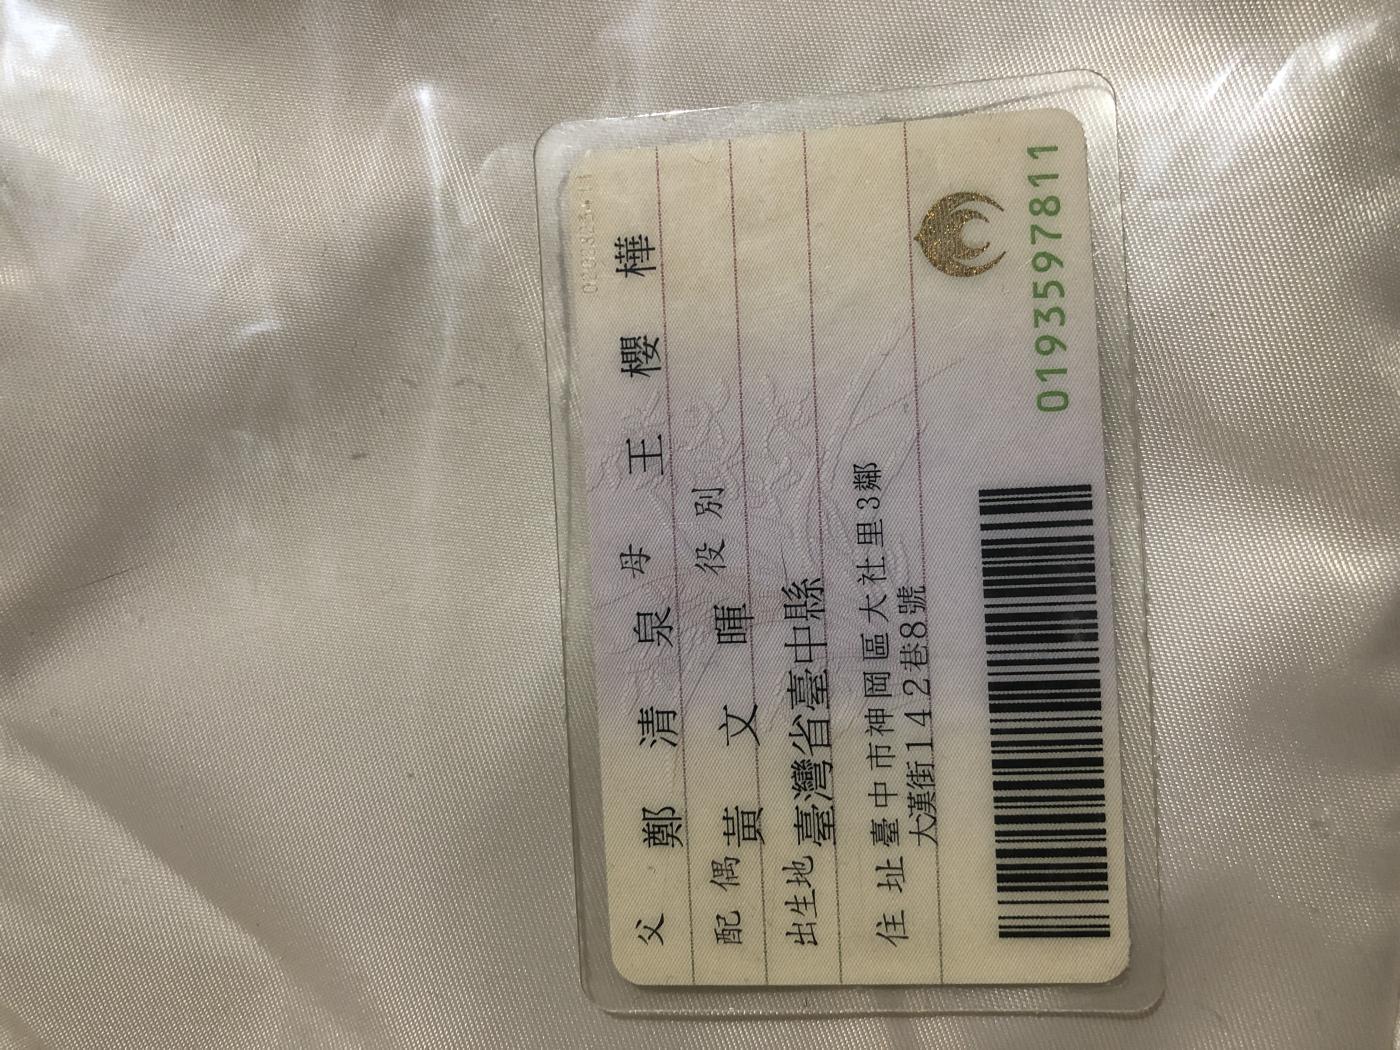 父 鄭清泉 母 王櫻樺
配偶 黃文暉 役別
出生地 臺灣省臺中縣
住址 臺中市神岡區大社里3鄰
大漢街142巷8號
0193597811